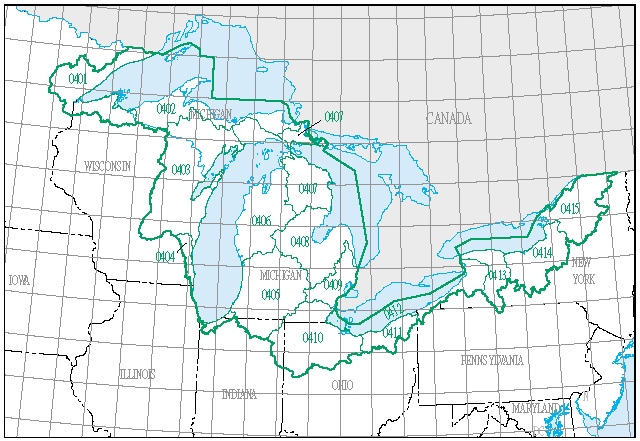 0401
0402
MICHIGAN
0407
CANADA
WISCONSIN
0403
0407
0415
0406
0408
0404
0414
NEW
YORK
MICHIGAN
0413
IOWA
0409
0405
0412
0411
0410
PENNSYLVANIA
ILLINOIS
OHIO
INDIANA
MARYLAND